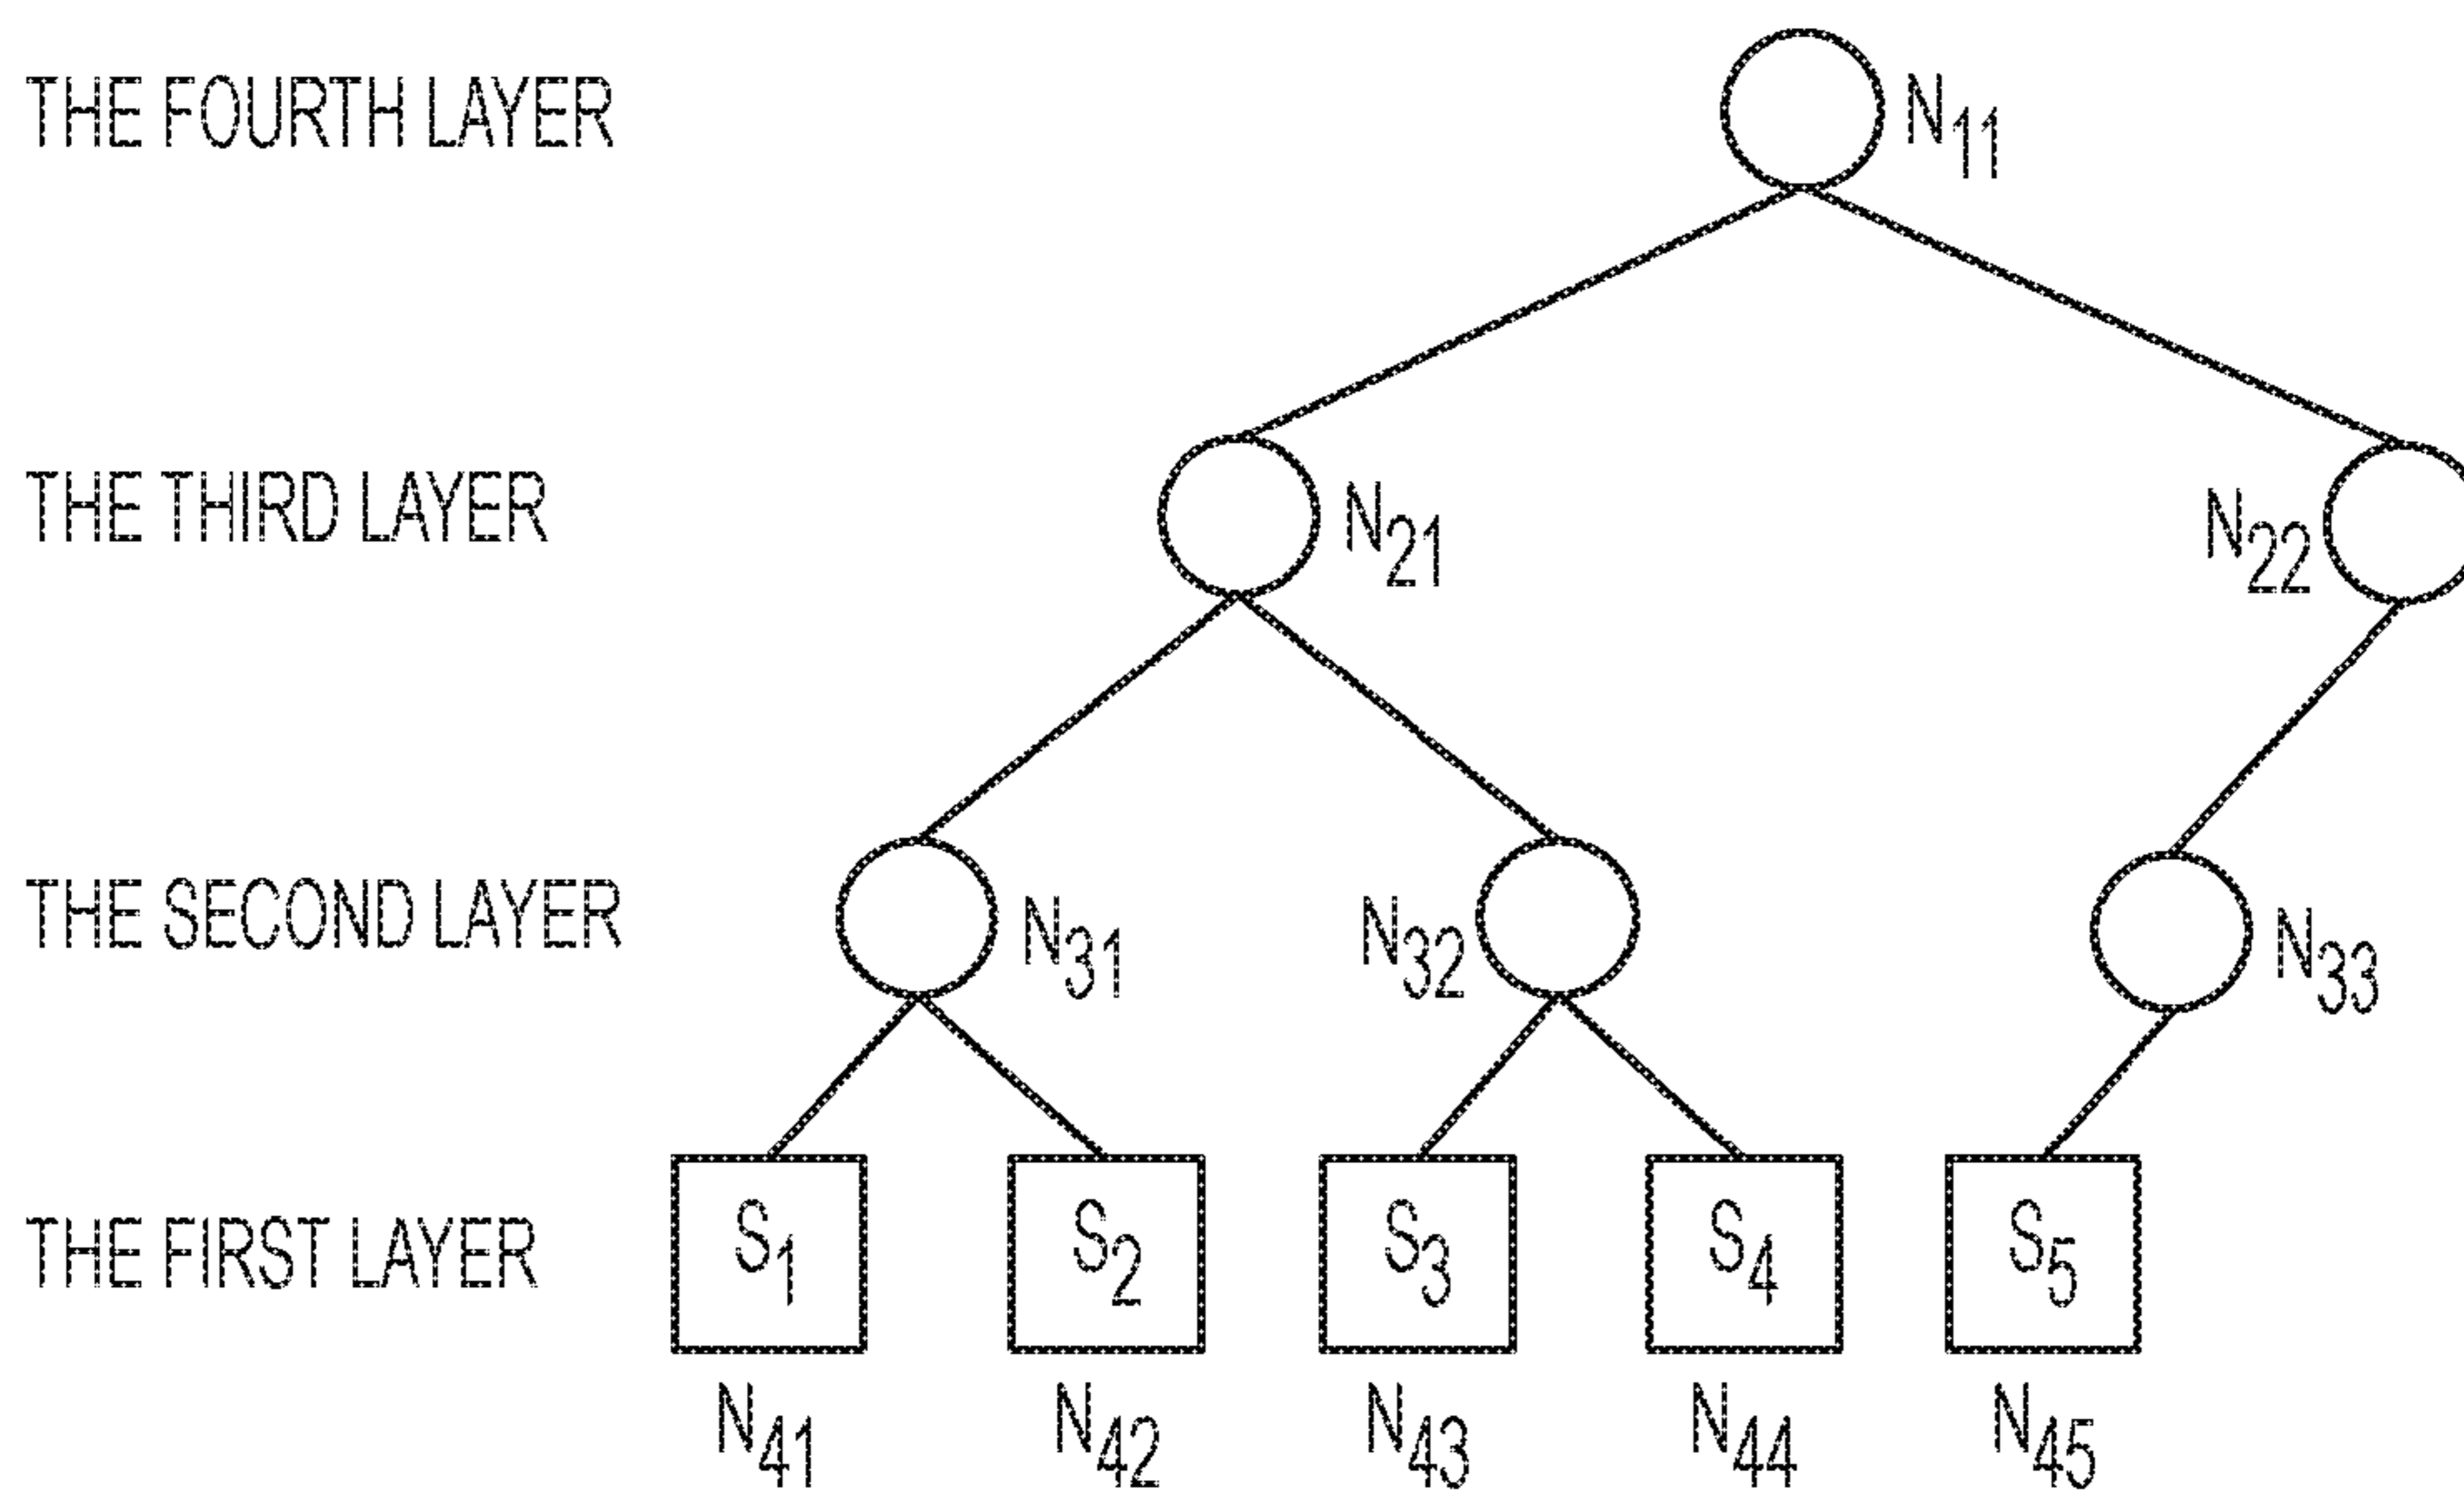 THE FOURTH LAYER
N11
THE THIRD LAYER
N21
N22
THE SECOND LAYER
N31
N32
N33
THE FIRST LAYER
S1
S2
S3
S4
S5
N41
N42
N43
N44
N45